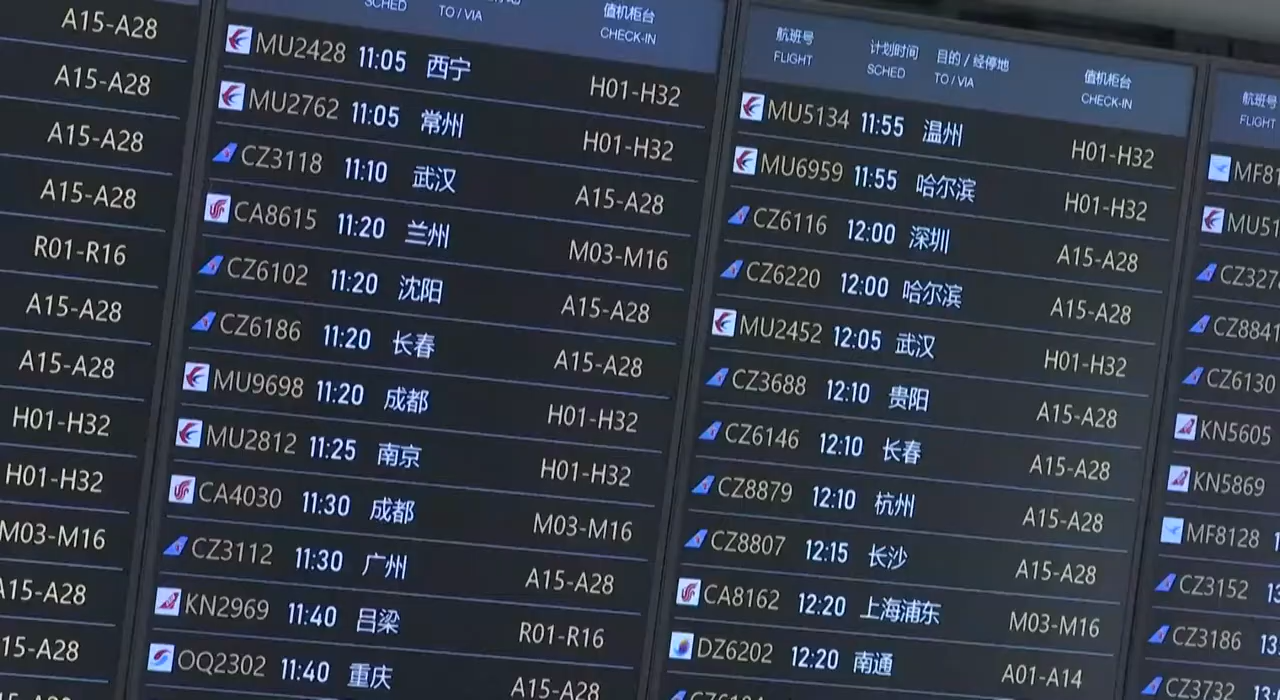 A15-A28
A15-A28
A15-A28
A15-A28
R01-R16
A15-A28
A15-A28
H01-H32
H01-H32
M03-M16
A15-A28
15-A28
SCHED TO / VIA 值机柜台 CHECK-IN
MU2428 11:05 西宁 H01-H32
MU2762 11:05 常州 H01-H32
CZ3118 11:10 武汉 A15-A28
CA8615 11:20 兰州 M03-M16
CZ6102 11:20 沈阳 A15-A28
CZ6186 11:20 长春 A15-A28
MU9698 11:20 成都 H01-H32
MU2812 11:25 南京 H01-H32
CA4030 11:30 成都 M03-M16
CZ3112 11:30 广州 A15-A28
KN2969 11:40 吕梁 R01-R16
OQ2302 11:40 重庆 A15-A28
航班号 计划时间 目的 / 经停地 值机柜台
FLIGHT SCHED TO / VIA CHECK-IN
MU5134 11:55 温州 H01-H32
MU6959 11:55 哈尔滨 H01-H32
CZ6116 12:00 深圳 A15-A28
CZ6220 12:00 哈尔滨 A15-A28
MU2452 12:05 武汉 H01-H32
CZ3688 12:10 贵阳 A15-A28
CZ6146 12:10 长春 A15-A28
CZ8879 12:10 杭州 A15-A28
CZ8807 12:15 长沙 A15-A28
CA8162 12:20 上海浦东 M03-M16
DZ6202 12:20 南通 A01-A14
航班号
FLIGHT
MF81
MU51
CZ327
CZ8841
CZ6130
KN5605
KN5869
MF8128
CZ3152
CZ3186
CZ3732